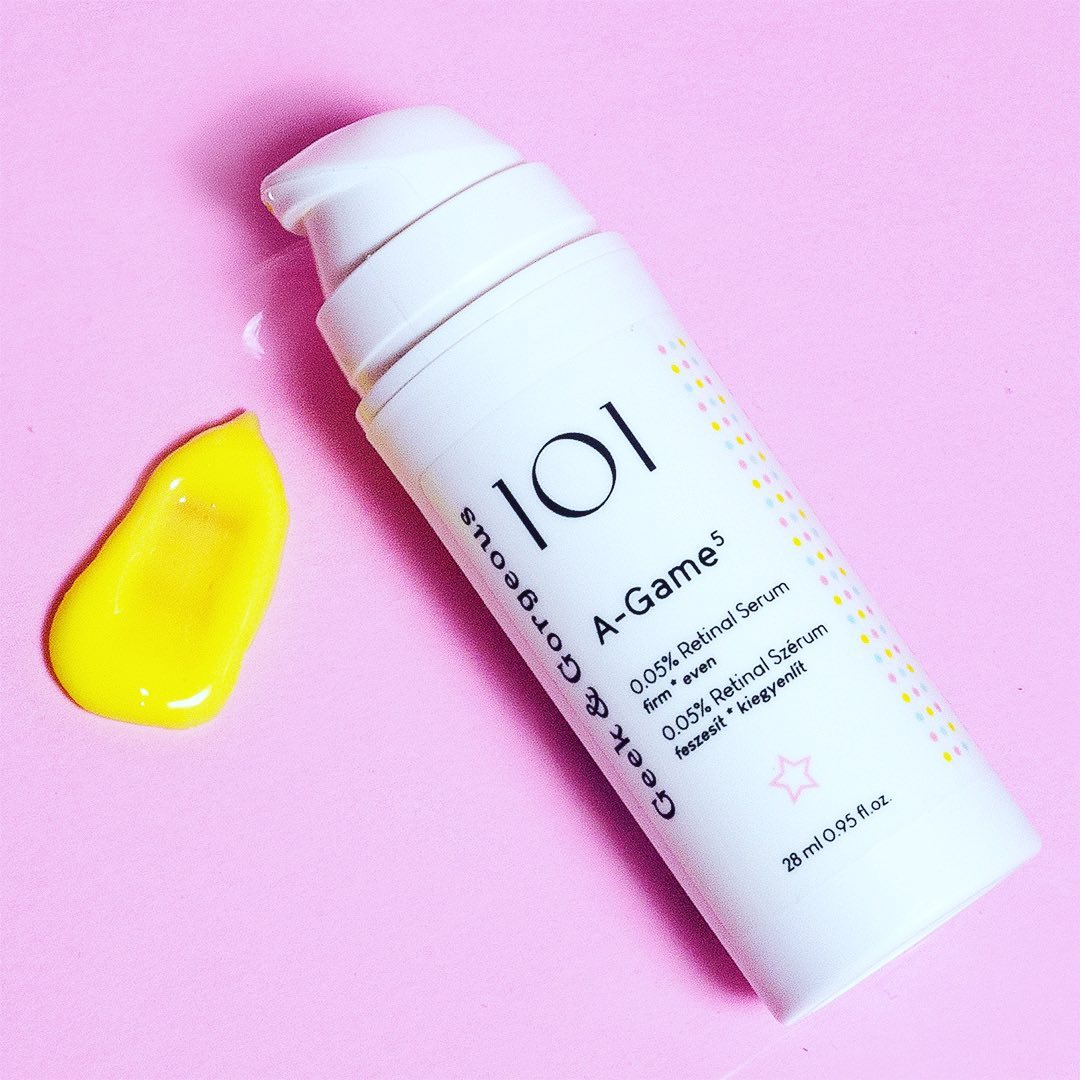 101
Geek & Gorgeous
A-Game⁵
0.05% Retinal Serum
firm * even
0.05% Retinal Szérum
feszesít * kiegyenlít
28 ml 0.95 fl.oz.